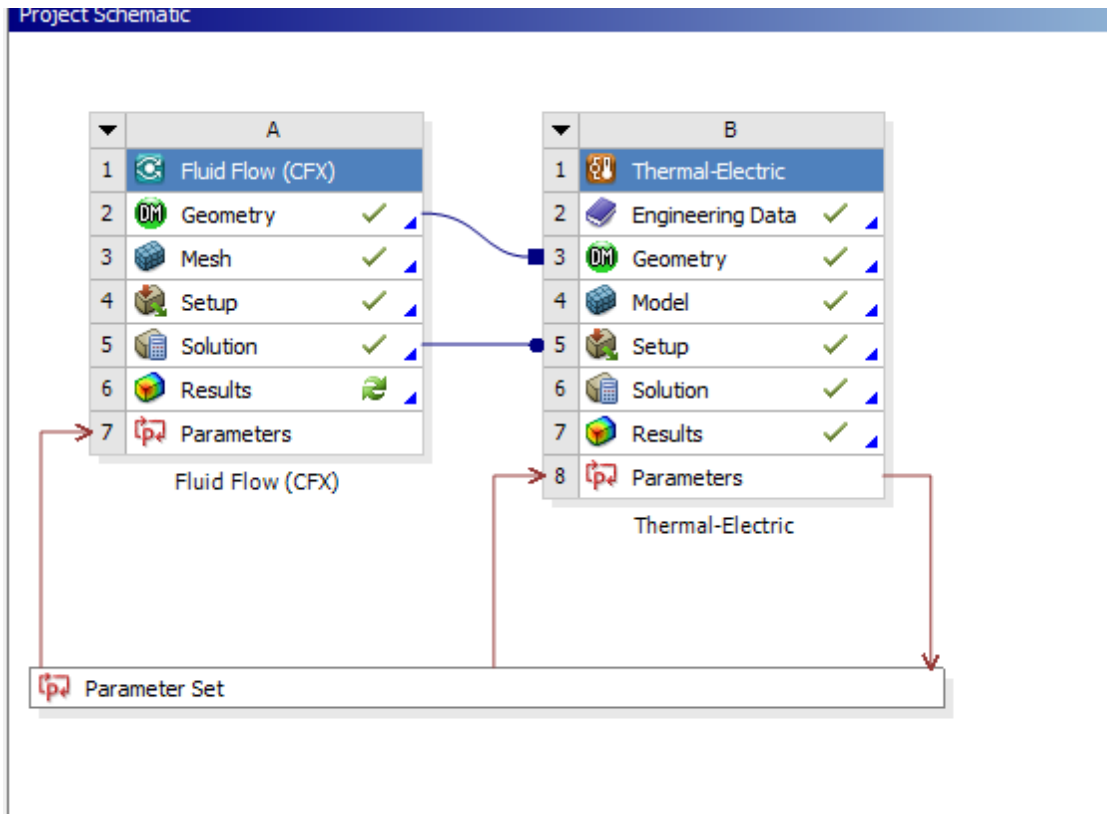 Project Schematic
A
1 Fluid Flow (CFX)
2 DM Geometry
3 Mesh
4 Setup
5 Solution
6 Results
7 Parameters
Fluid Flow (CFX)
B
1 Thermal-Electric
2 Engineering Data
3 DM Geometry
4 Model
5 Setup
6 Solution
7 Results
8 Parameters
Thermal-Electric
Parameter Set